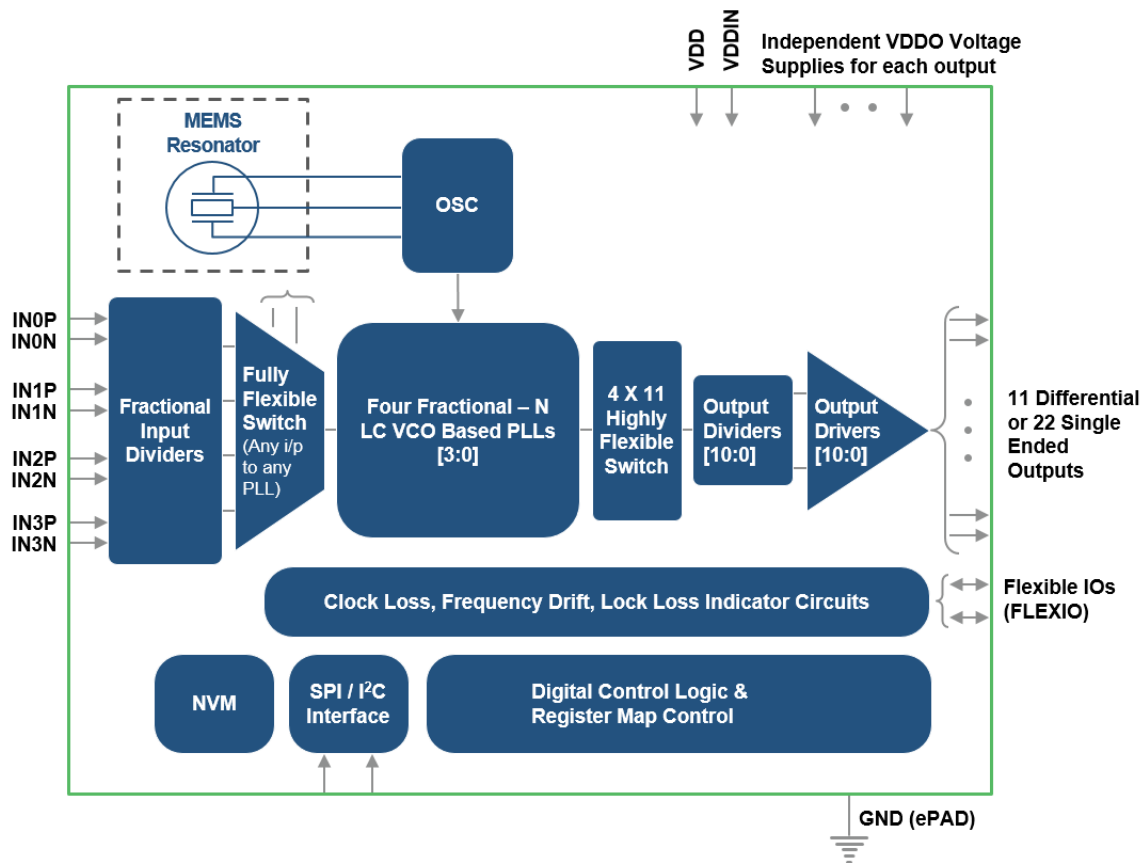 VDD
VDDIN
Independent VDDO Voltage
Supplies for each output
MEMS
Resonator
OSC
IN0P
IN0N
IN1P
IN1N
IN2P
IN2N
IN3P
IN3N
Fractional
Input
Dividers
Fully
Flexible
Switch
(Any i/p
to any
PLL)
Four Fractional – N
LC VCO Based PLLs
[3:0]
4 X 11
Highly
Flexible
Switch
Output
Dividers
[10:0]
Output
Drivers
[10:0]
11 Differential
or 22 Single
Ended
Outputs
Clock Loss, Frequency Drift, Lock Loss Indicator Circuits
Flexible IOs
(FLEXIO)
NVM
SPI / I²C
Interface
Digital Control Logic &
Register Map Control
GND (ePAD)